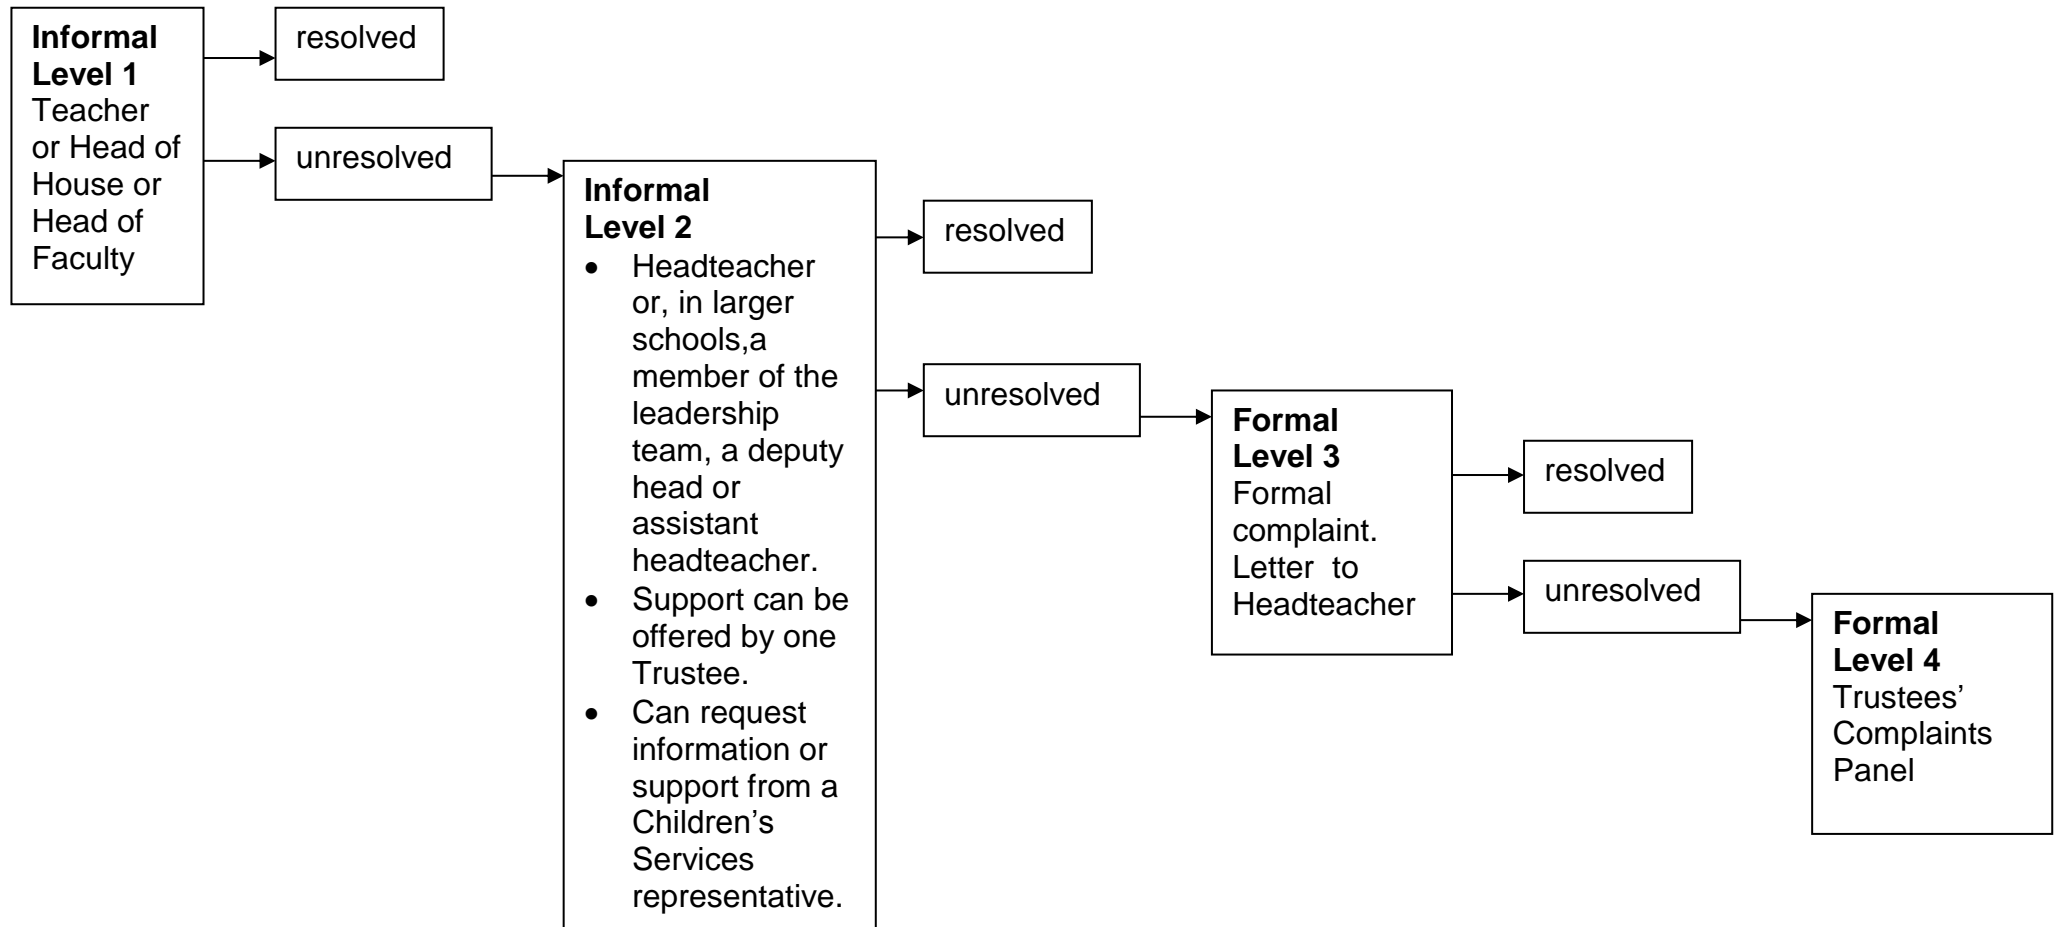 Informal
Level 1
Teacher
or Head of
House or
Head of
Faculty
resolved
unresolved
Informal
Level 2
• Headteacher
or, in larger
schools,a
member of the
leadership
team, a deputy
head or
assistant
headteacher.
• Support can be
offered by one
Trustee.
• Can request
information or
support from a
Children’s
Services
representative.
resolved
unresolved
Formal
Level 3
Formal
complaint.
Letter  to
Headteacher
resolved
unresolved
Formal
Level 4
Trustees’
Complaints
Panel